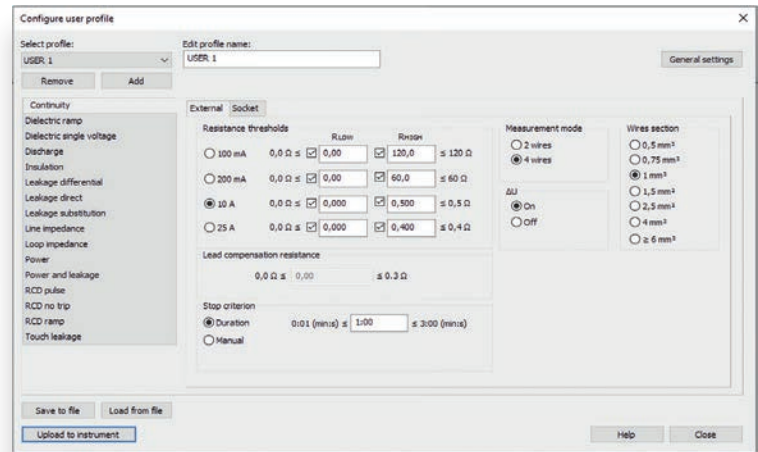 Configure user profile
Select profile:
USER 1
Edit profile name:
USER 1
Remove
Add
General settings
Continuity
Dielectric ramp
Dielectric single voltage
Discharge
Insulation
Leakage differential
Leakage direct
Leakage substitution
Line impedance
Loop impedance
Power
Power and leakage
RCD pulse
RCD no trip
RCD ramp
Touch leakage
External Socket
Resistance thresholds
RLOW RHIGH
100 mA 0,0 Ω ≤ 0,00 120,0 ≤ 120 Ω
200 mA 0,0 Ω ≤ 0,00 60,0 ≤ 60 Ω
10 A 0,0 Ω ≤ 0,000 0,500 ≤ 0,5 Ω
25 A 0,0 Ω ≤ 0,000 0,400 ≤ 0,4 Ω
Lead compensation resistance
0,0 Ω ≤ 0,00 ≤ 0.3 Ω
Stop criterion
Duration 0:01 (min:s) ≤ 1:00 ≤ 3:00 (min:s)
Manual
Measurement mode
2 wires
4 wires
ΔU
On
Off
Wires section
0,5 mm²
0,75 mm²
1 mm²
1,5 mm²
2,5 mm²
4 mm²
≥ 6 mm²
Save to file
Load from file
Upload to instrument
Help
Close